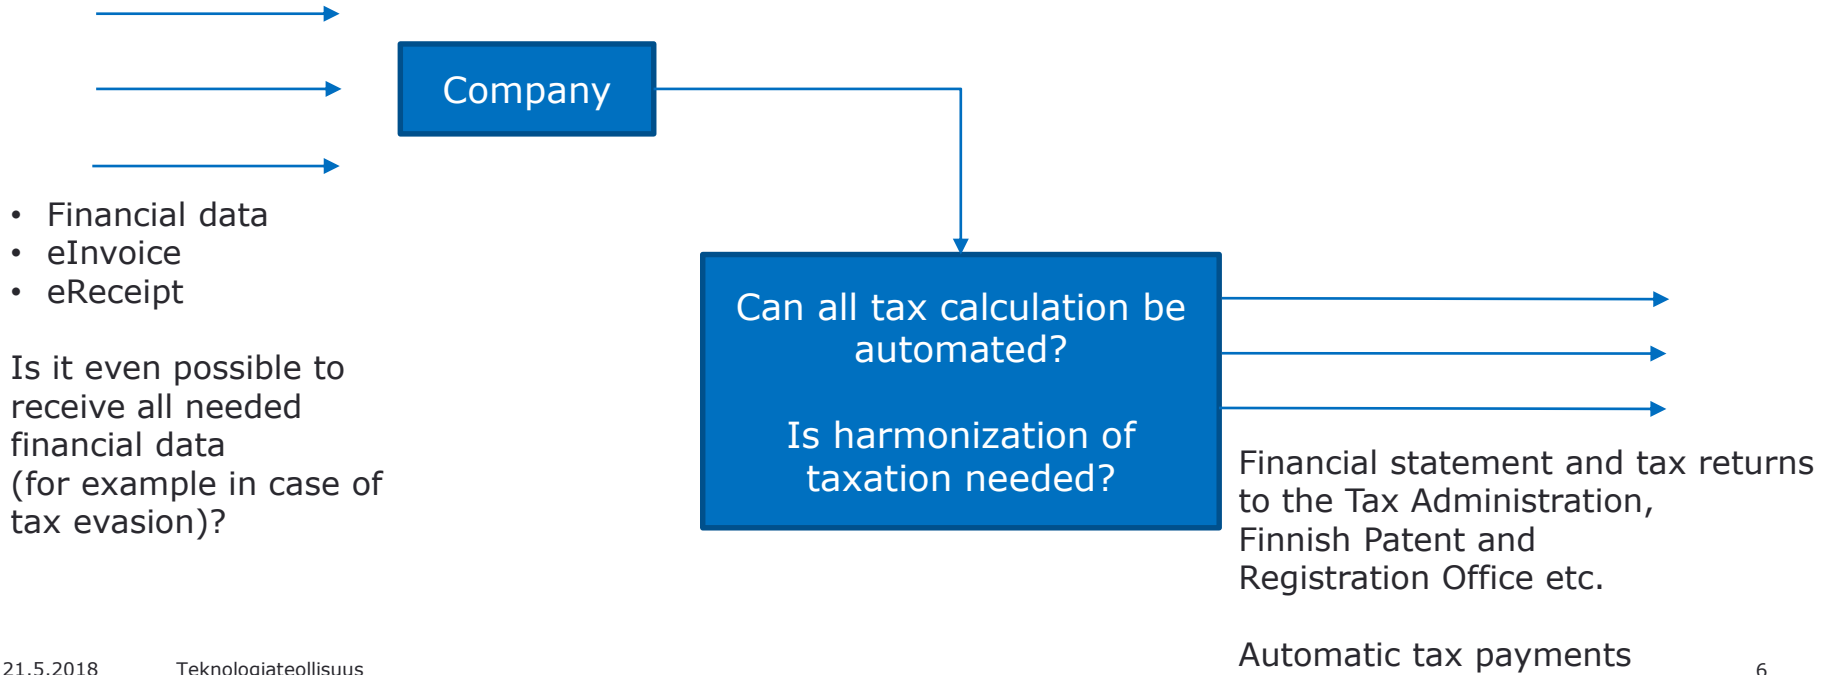 Company
• Financial data
• eInvoice
• eReceipt
Is it even possible to
receive all needed
financial data
(for example in case of
tax evasion)?
Can all tax calculation be
automated?
Is harmonization of
taxation needed?
Financial statement and tax returns
to the Tax Administration,
Finnish Patent and
Registration Office etc.
Automatic tax payments
21.5.2018
Teknologiateollisuus
6